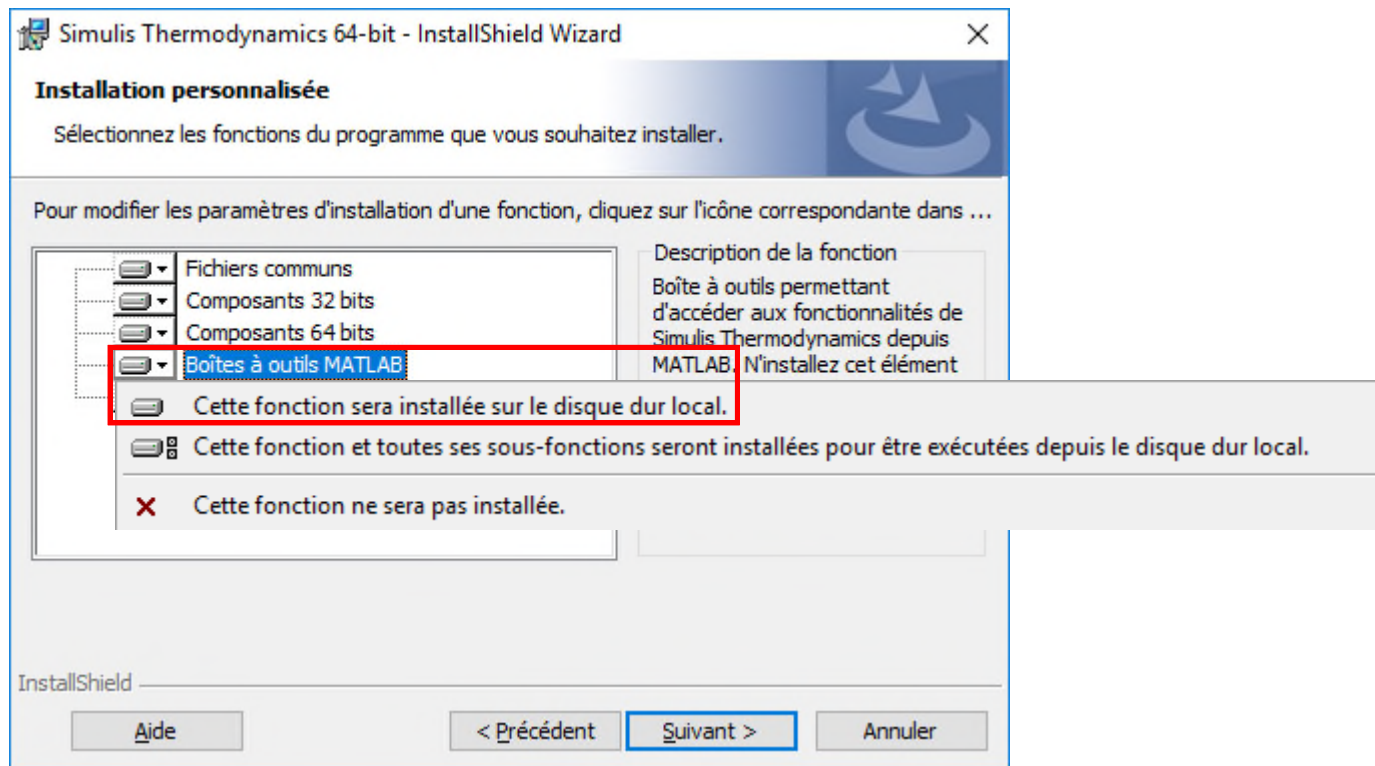 Simulis Thermodynamics 64-bit - InstallShield Wizard
Installation personnalisée
Sélectionnez les fonctions du programme que vous souhaitez installer.
Pour modifier les paramètres d'installation d'une fonction, cliquez sur l'icône correspondante dans ...
Fichiers communs
Composants 32 bits
Composants 64 bits
Boîtes à outils MATLAB
Description de la fonction
Boîte à outils permettant
d'accéder aux fonctionnalités de
Simulis Thermodynamics depuis
MATLAB. N'installez cet élément
Cette fonction sera installée sur le disque dur local.
Cette fonction et toutes ses sous-fonctions seront installées pour être exécutées depuis le disque dur local.
Cette fonction ne sera pas installée.
InstallShield
Aide
< Précédent
Suivant >
Annuler